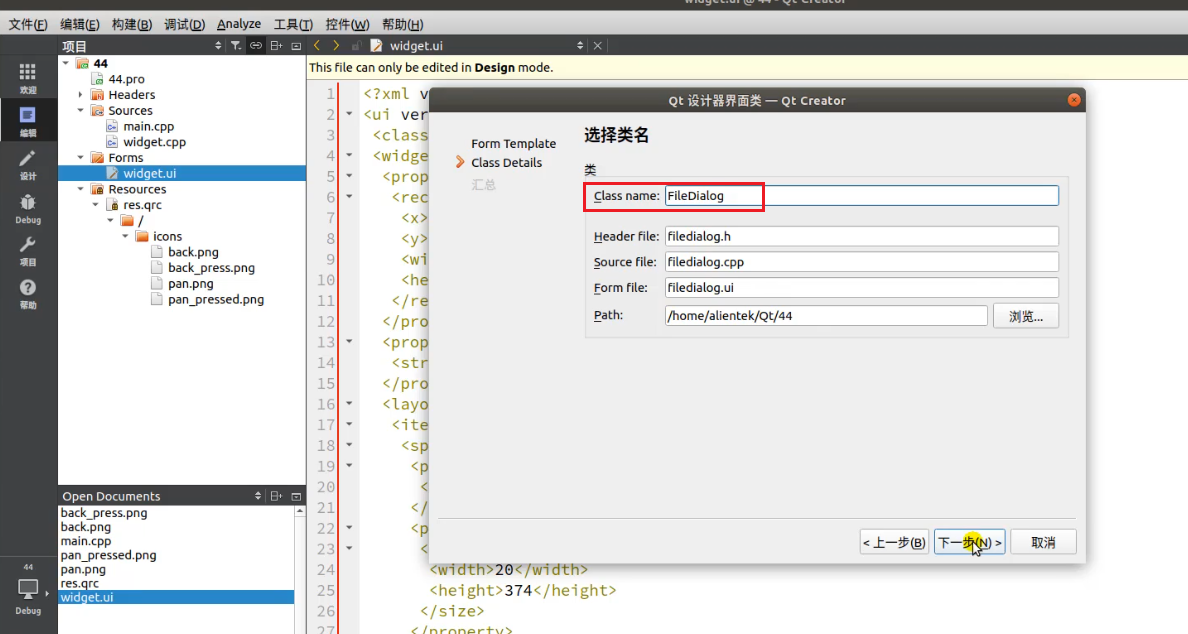 widget.ui @ 44 - Qt Creator
文件(F) 编辑(E) 构建(B) 调试(D) Analyze 工具(T) 控件(W) 帮助(H)
项目
widget.ui
This file can only be edited in Design mode.
欢迎
编辑
设计
Debug
项目
帮助
44
Debug
44
44.pro
Headers
Sources
main.cpp
widget.cpp
Forms
widget.ui
Resources
res.qrc
/
icons
back.png
back_press.png
pan.png
pan_pressed.png
Open Documents
back_press.png
back.png
main.cpp
pan_pressed.png
pan.png
res.qrc
widget.ui
1 <?xml v
2 <ui ver
3 <class
4 <widge
5 <prop
6 <rec
7 <x>
8 <y>
9 <wi
10 <he
11 </re
12 </pro
13 <prop
14 <str
15 </pro
16 <layo
17 <ite
18 <sp
19 <p
20 <
21 </
22 <p
23 <
24 <width>20</width>
25 <height>374</height>
26 </size>
27 </property>
Qt 设计器界面类 — Qt Creator
Form Template
Class Details
汇总
选择类名
类
Class name: FileDialog
Header file: filedialog.h
Source file: filedialog.cpp
Form file: filedialog.ui
Path: /home/alientek/Qt/44 浏览...
< 上一步(B) 下一步(N) > 取消